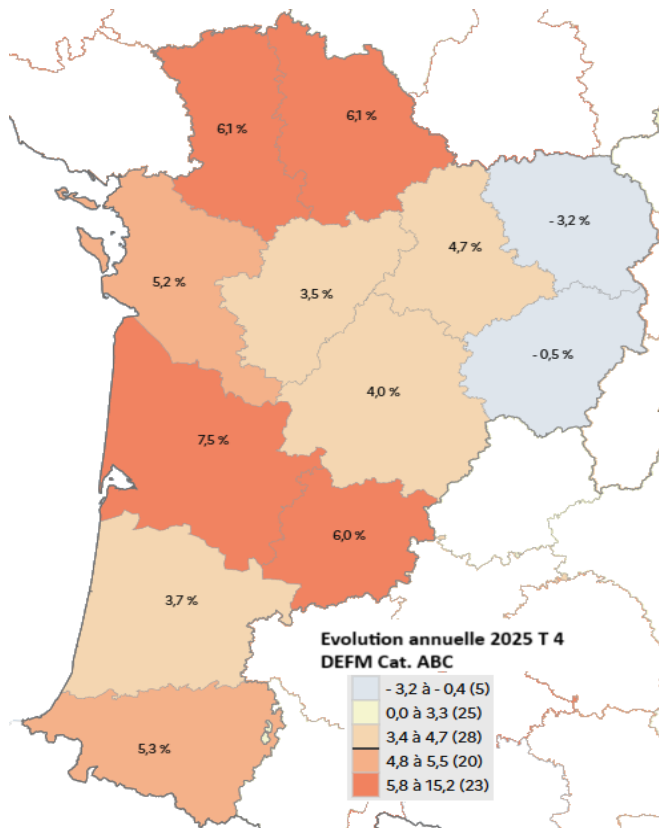 6,1 %
6,1 %
- 3,2 %
4,7 %
5,2 %
3,5 %
- 0,5 %
4,0 %
7,5 %
6,0 %
3,7 %
5,3 %
Evolution annuelle 2025 T 4
DEFM Cat. ABC
- 3,2 à - 0,4 (5)
0,0 à 3,3 (25)
3,4 à 4,7 (28)
4,8 à 5,5 (20)
5,8 à 15,2 (23)